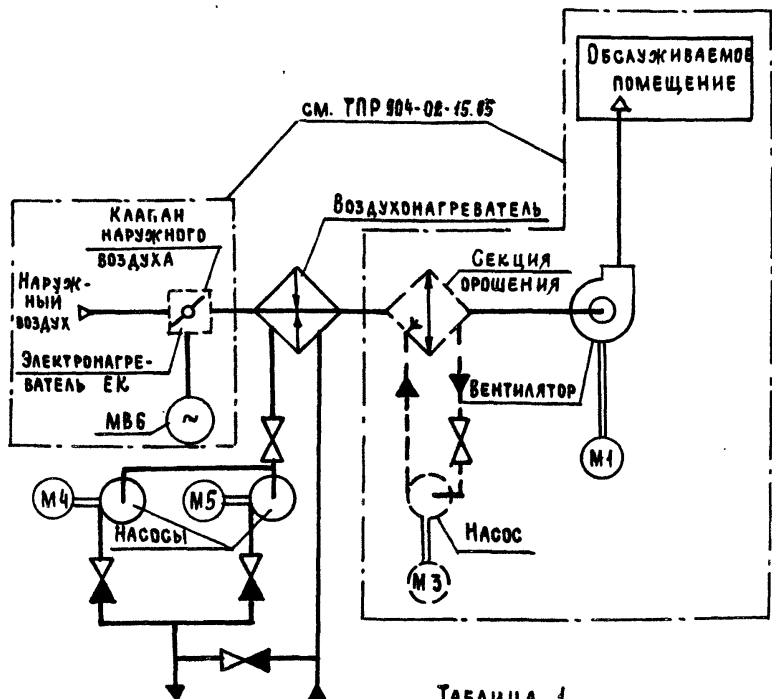 Обслуживаемое
помещение
см. ТПР 904-02-15.85
Клапан
наружного
воздуха
Воздухонагреватель
Секция
орошения
Наруж-
ный
воздух
Электронагре-
ватель ЕК
Вентилятор
МВ6
~
М1
М4
М5
Насосы
Насос
М3
Таблица 1